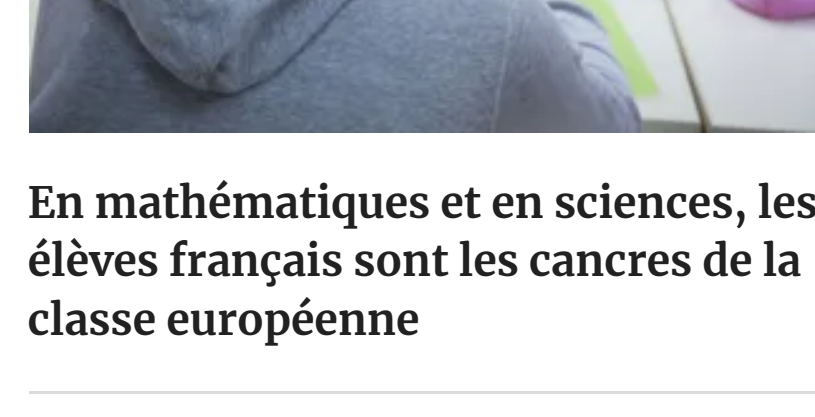 En mathématiques et en sciences, les
élèves français sont les cancres de la
classe européenne